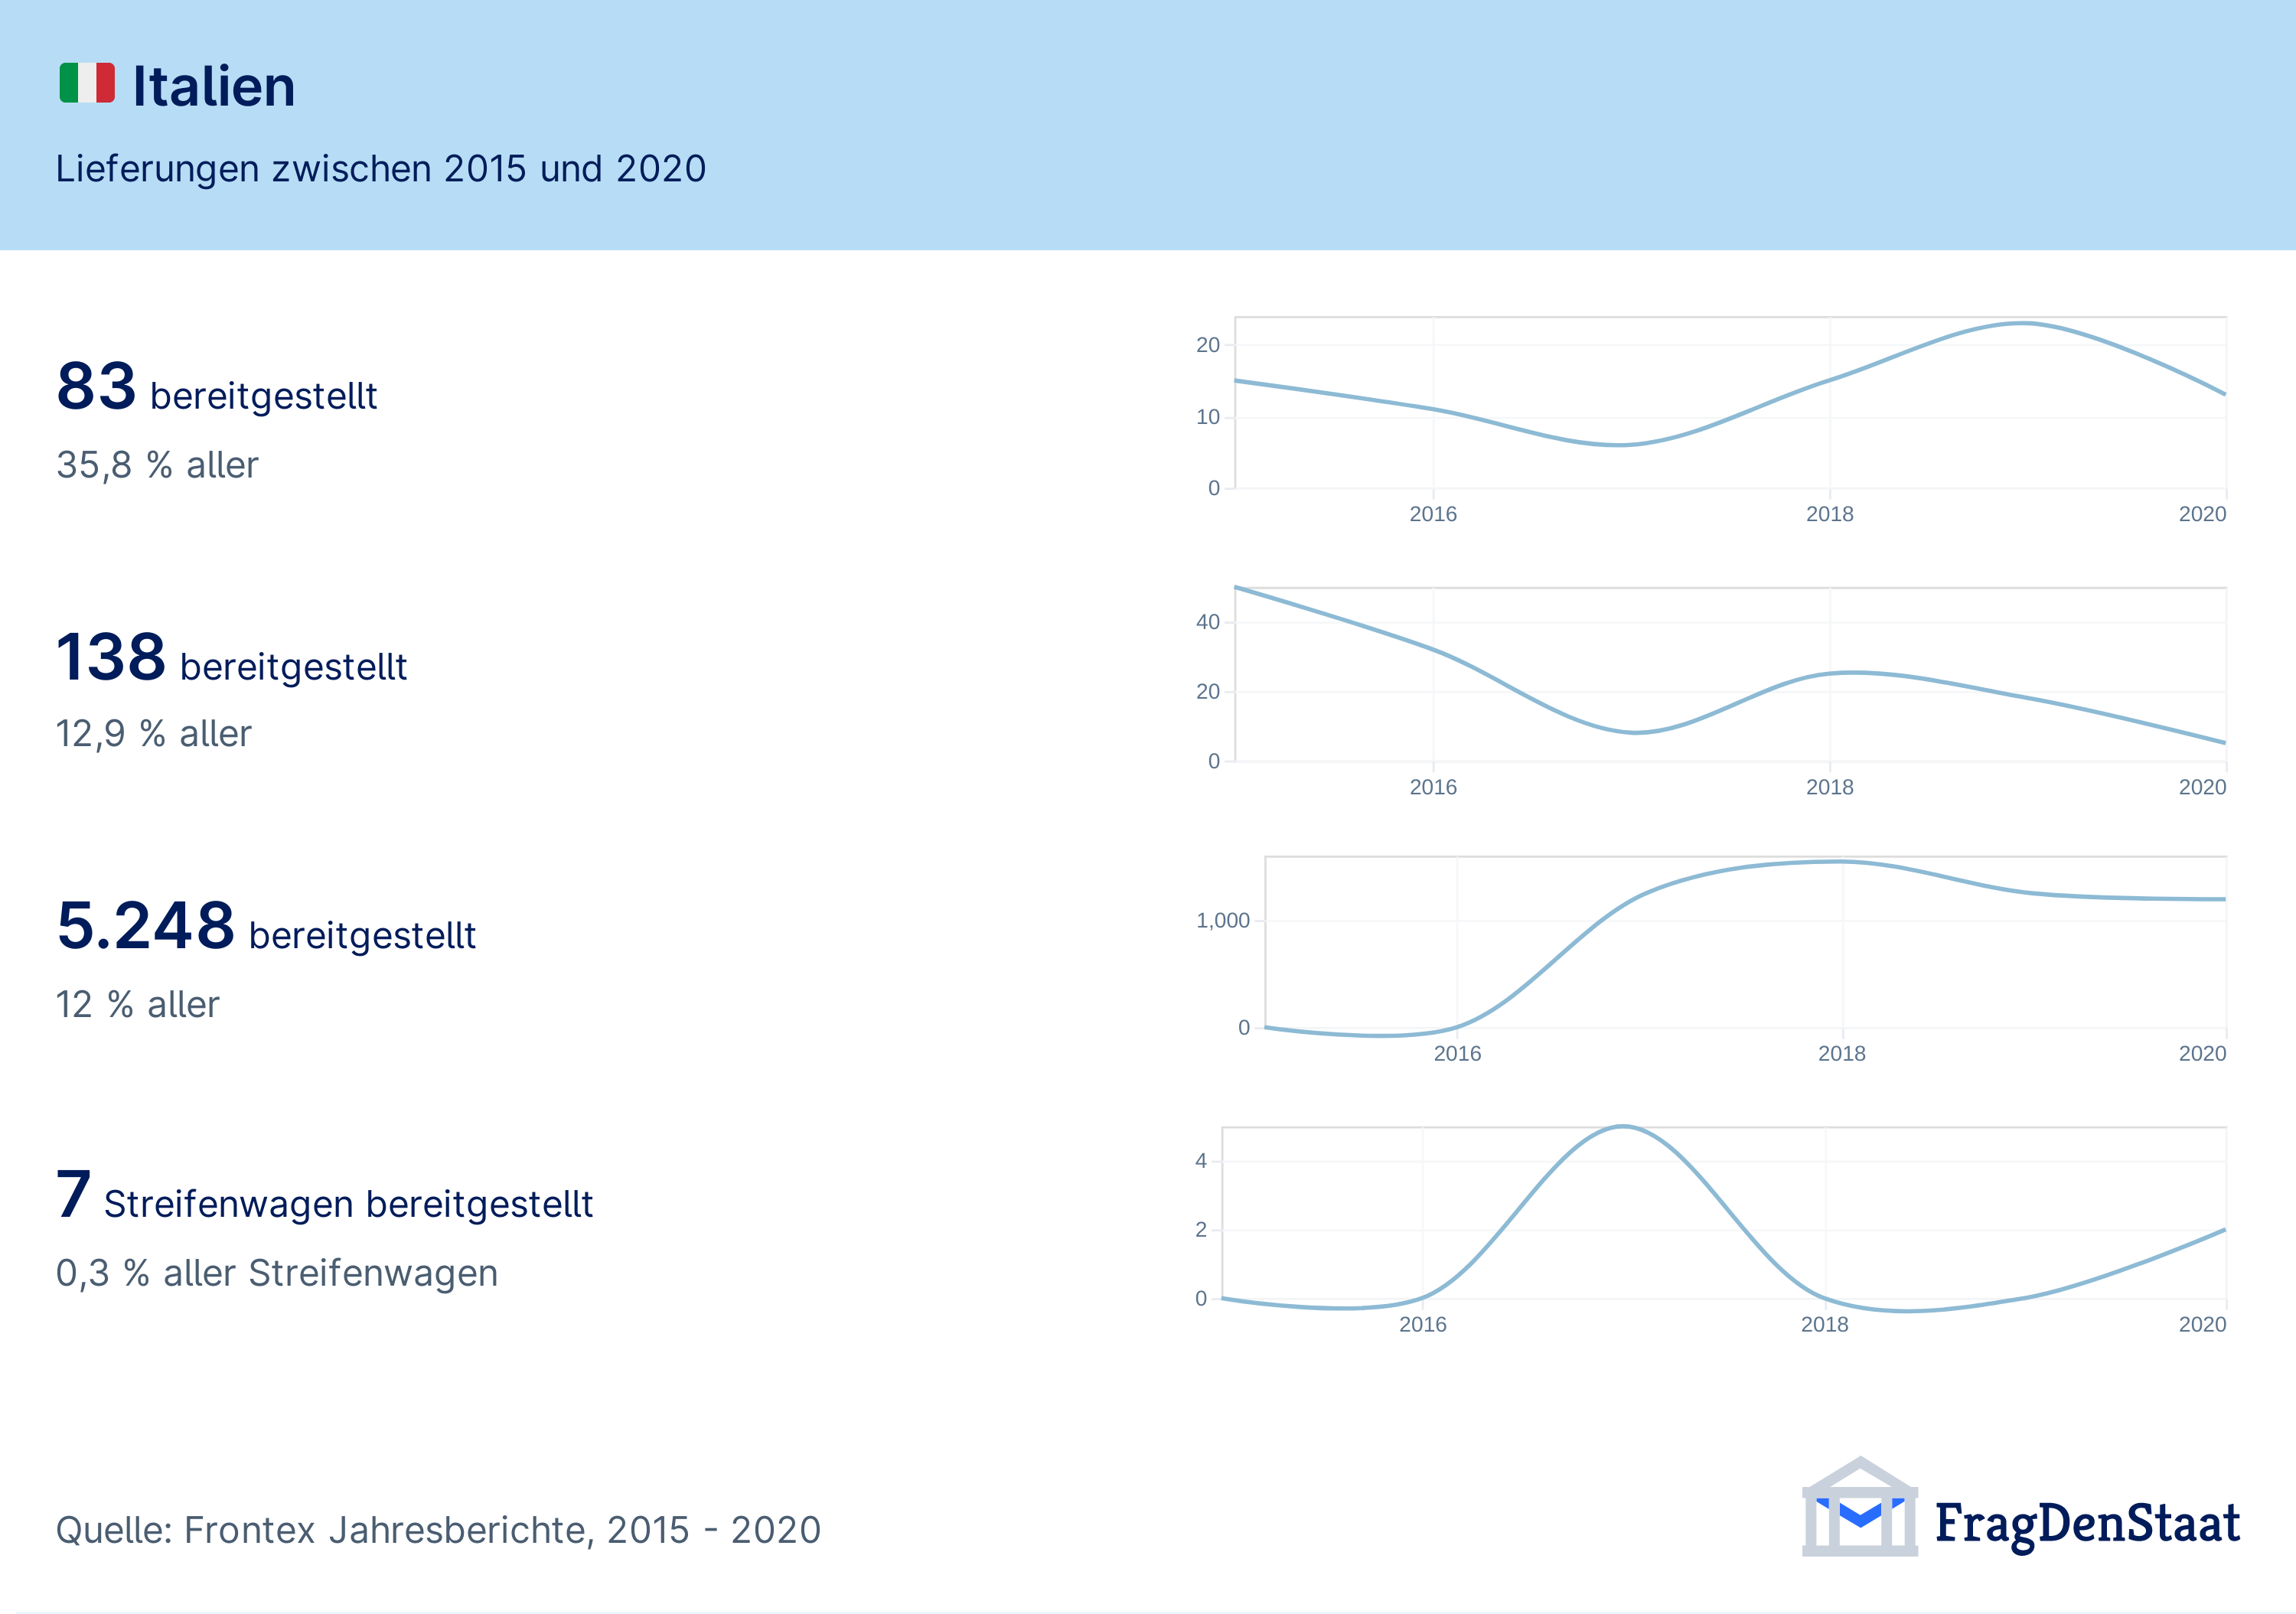 Italien
Lieferungen zwischen 2015 und 2020
83 bereitgestellt
35,8 % aller
20
10
0
2016 2018 2020
138 bereitgestellt
12,9 % aller
40
20
0
2016 2018 2020
5.248 bereitgestellt
12 % aller
1,000
0
2016 2018 2020
7 Streifenwagen bereitgestellt
0,3 % aller Streifenwagen
4
2
0
2016 2018 2020
Quelle: Frontex Jahresberichte, 2015 - 2020
FragDenStaat